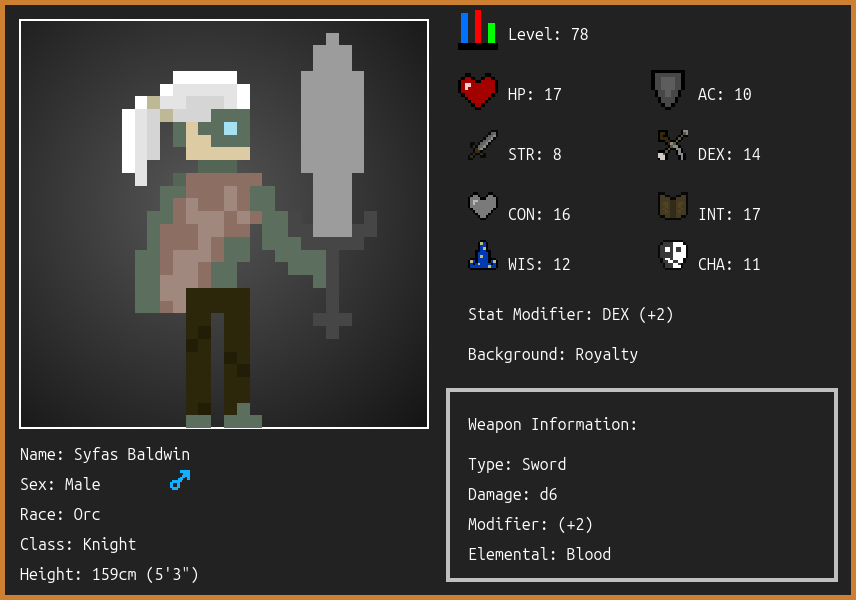 Level: 78
HP: 17
AC: 10
STR: 8
DEX: 14
CON: 16
INT: 17
WIS: 12
CHA: 11
Stat Modifier: DEX (+2)
Background: Royalty
Weapon Information:
Type: Sword
Damage: d6
Modifier: (+2)
Elemental: Blood
Name: Syfas Baldwin
Sex: Male
Race: Orc
Class: Knight
Height: 159cm (5'3")